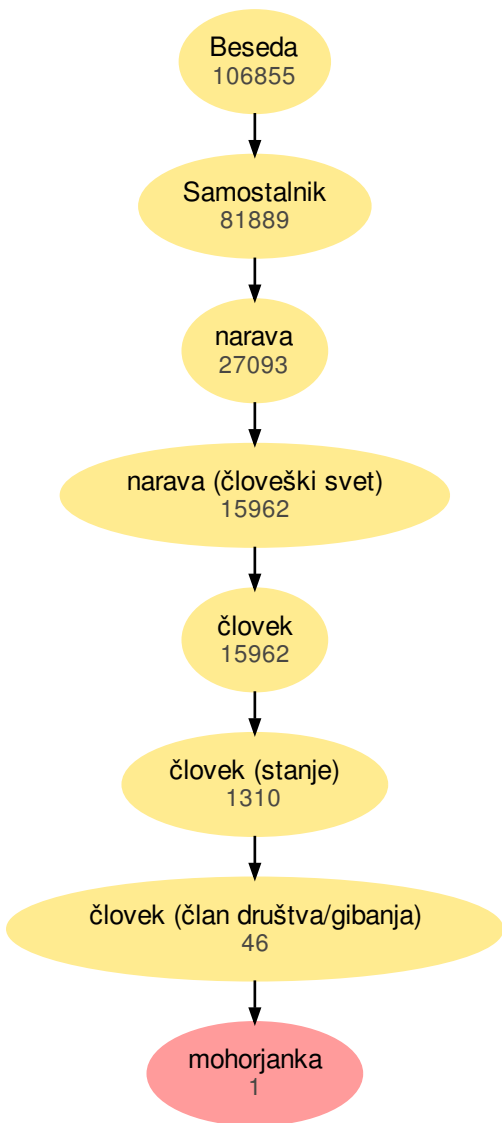 Beseda
106855
Samostalnik
81889
narava
27093
narava (človeški svet)
15962
človek
15962
človek (stanje)
1310
človek (član društva/gibanja)
46
mohorjanka
1